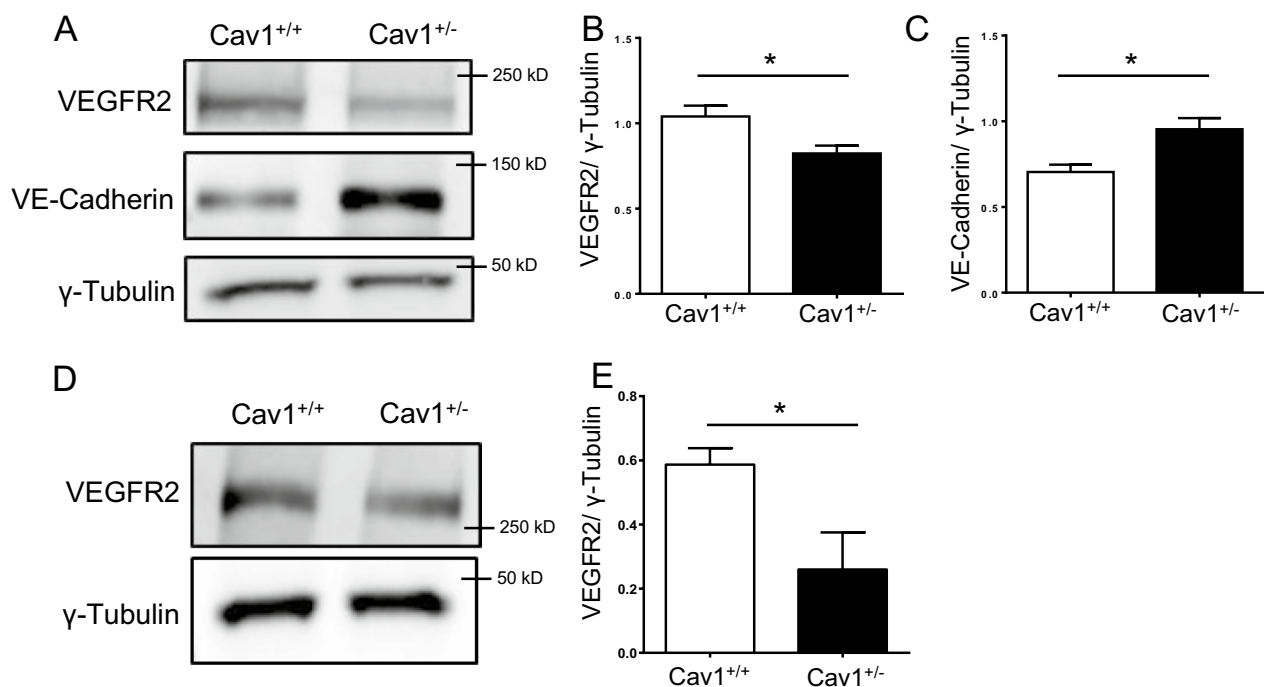 A
Cav1+/+ Cav1+/-
VEGFR2
250 kD
VE-Cadherin
150 kD
γ-Tubulin
50 kD
B
VEGFR2/ γ-Tubulin
1.5
1.0
0.5
0.0
*
Cav1+/+ Cav1+/-
C
VE-Cadherin/ γ-Tubulin
1.5
1.0
0.5
0.0
*
Cav1+/+ Cav1+/-
D
Cav1+/+ Cav1+/-
VEGFR2
250 kD
γ-Tubulin
50 kD
E
VEGFR2/ γ-Tubulin
0.8
0.6
0.4
0.2
0.0
*
Cav1+/+ Cav1+/-